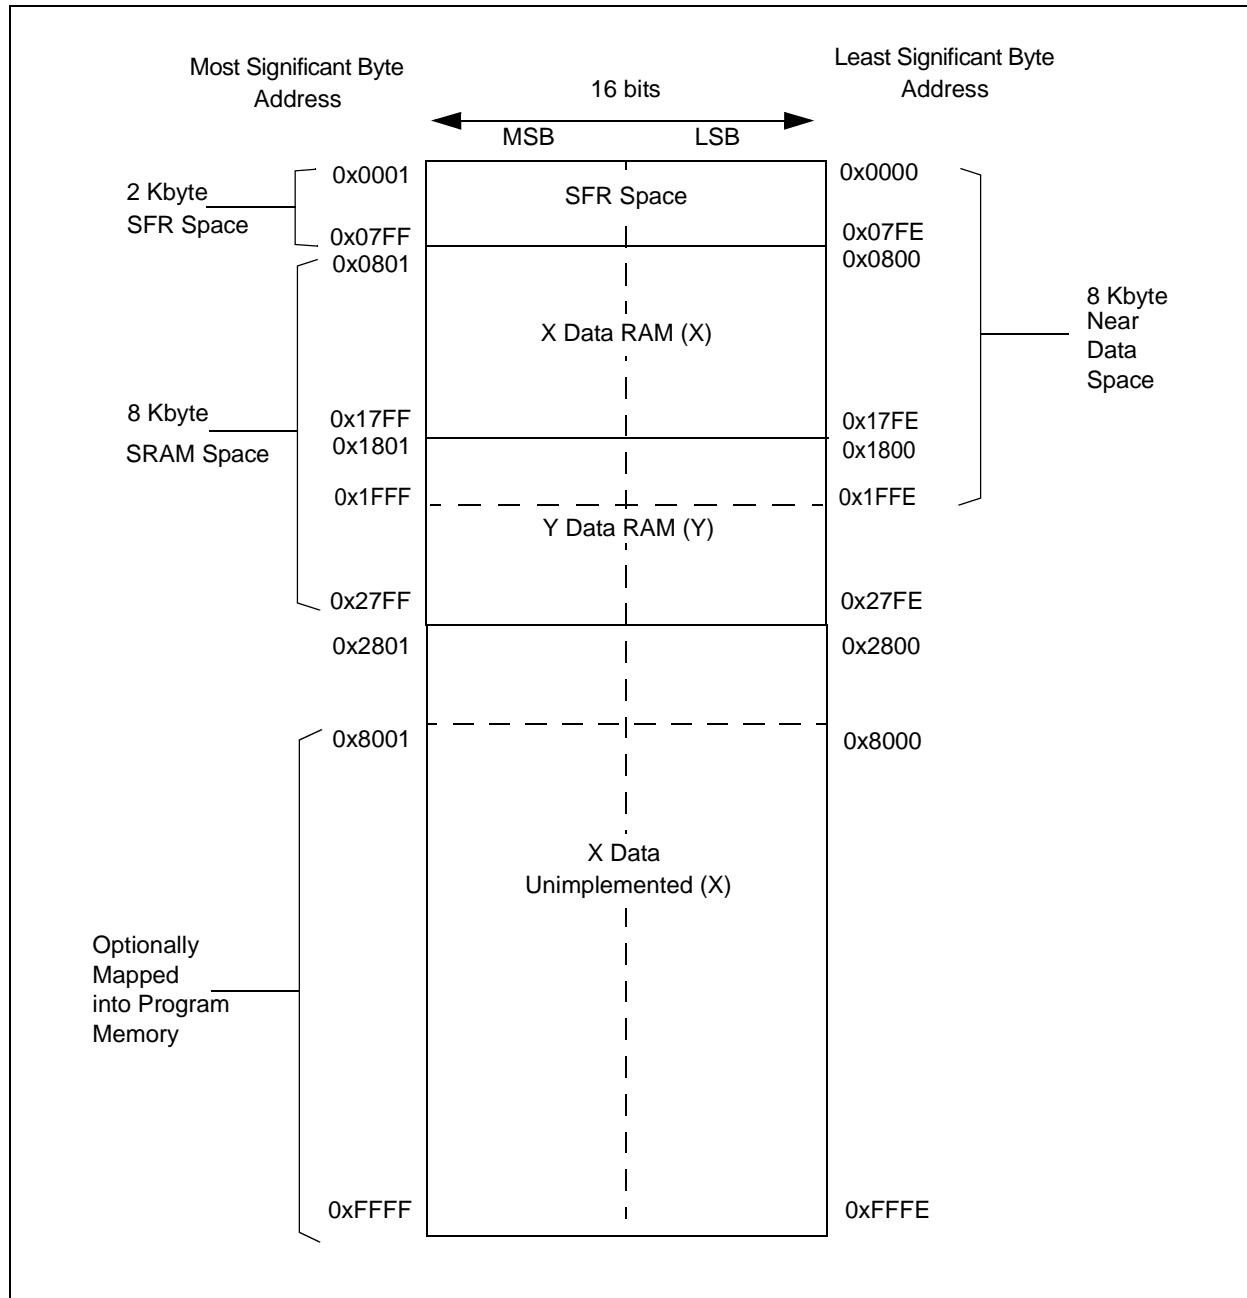 Most Significant Byte
Address
16 bits
Least Significant Byte
Address
MSB
LSB
0x0001
0x0000
2 Kbyte
SFR Space
SFR Space
0x07FF
0x07FE
0x0801
0x0800
X Data RAM (X)
8 Kbyte
Near
Data
Space
8 Kbyte
SRAM Space
0x17FF
0x17FE
0x1801
0x1800
0x1FFF
0x1FFE
Y Data RAM (Y)
0x27FF
0x27FE
0x2801
0x2800
0x8001
0x8000
X Data
Unimplemented (X)
Optionally
Mapped
into Program
Memory
0xFFFF
0xFFFE